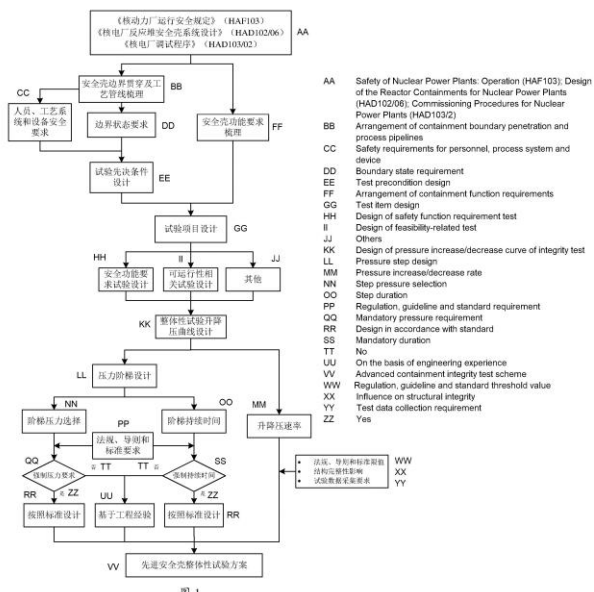 《核动力厂运行安全规定》（HAF103）
《核电厂反应堆安全壳系统设计》（HAD102/06）
《核电厂调试程序》（HAD103/02）
AA
安全壳边界贯穿及工
艺管线梳理
BB
CC
人员、工艺系
统和设备安全
要求
边界状态要求
DD
安全壳功能要求
梳理
FF
试验先决条件
设计
EE
试验项目设计
GG
HH
II
JJ
安全功能要
求试验设计
可运行性相
关试验设计
其他
KK
整体性试验升降
压曲线设计
LL
压力阶梯设计
NN
OO
MM
阶梯压力选择
PP
阶梯持续时间
升降压速率
法规、导则和
标准要求
QQ
强制压力要求
否 TT
TT 否
SS
强制持续时间
RR
是 ZZ
UU
是 ZZ
按照标准设计
基于工程经验
按照标准设计
RR
• 法规、导则和标准限值
• 结构完整性影响
• 试验数据采集要求
WW
XX
YY
VV
先进安全壳整体性试验方案
图 1
AA Safety of Nuclear Power Plants: Operation (HAF103); Design
of the Reactor Containments for Nuclear Power Plants
(HAD102/06); Commissioning Procedures for Nuclear
Power Plants (HAD103/2)
BB Arrangement of containment boundary penetration and
process pipelines
CC Safety requirements for personnel, process system and
device
DD Boundary state requirement
EE Test precondition design
FF Arrangement of containment function requirements
GG Test item design
HH Design of safety function requirement test
II Design of feasibility-related test
JJ Others
KK Design of pressure increase/decrease curve of integrity test
LL Pressure step design
MM Pressure increase/decrease rate
NN Step pressure selection
OO Step duration
PP Regulation, guideline and standard requirement
QQ Mandatory pressure requirement
RR Design in accordance with standard
SS Mandatory duration
TT No
UU On the basis of engineering experience
VV Advanced containment integrity test scheme
WW Regulation, guideline and standard threshold value
XX Influence on structural integrity
YY Test data collection requirement
ZZ Yes